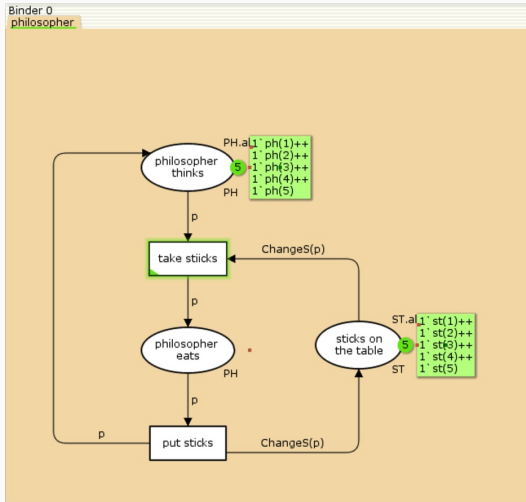 Binder 0
philosopher
PH.al
1`ph(1)++
1`ph(2)++
1`ph(3)++
1`ph(4)++
1`ph(5)
philosopher
thinks
5
PH
p
take stiicks
ChangeS(p)
p
ST.al
1`st(1)++
1`st(2)++
1`st(3)++
1`st(4)++
1`st(5)
philosopher
eats
sticks on
the table
5
PH
ST
p
p
put sticks
ChangeS(p)